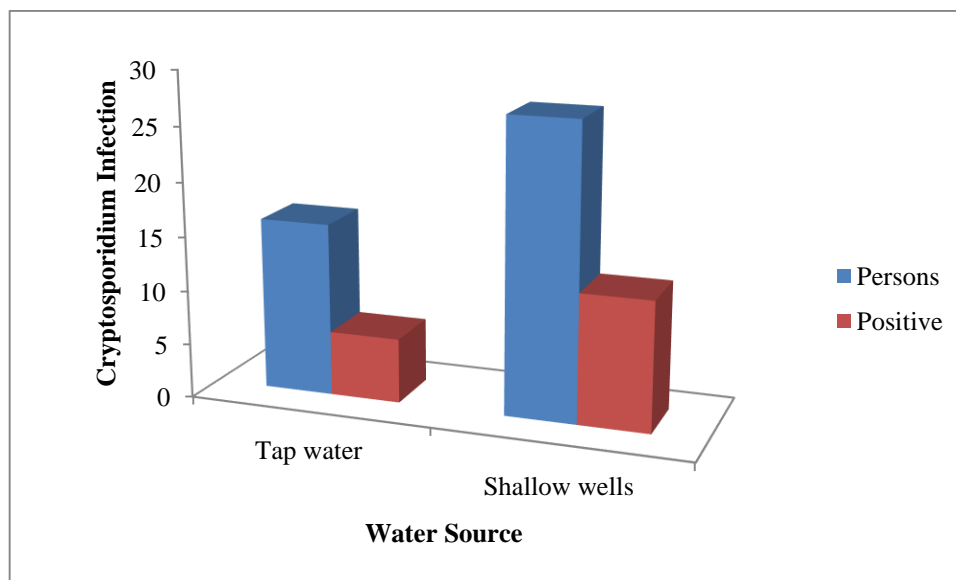 Cryptosporidium Infection
30
25
20
15
10
5
0
Tap water
Shallow wells
Water Source
Persons
Positive